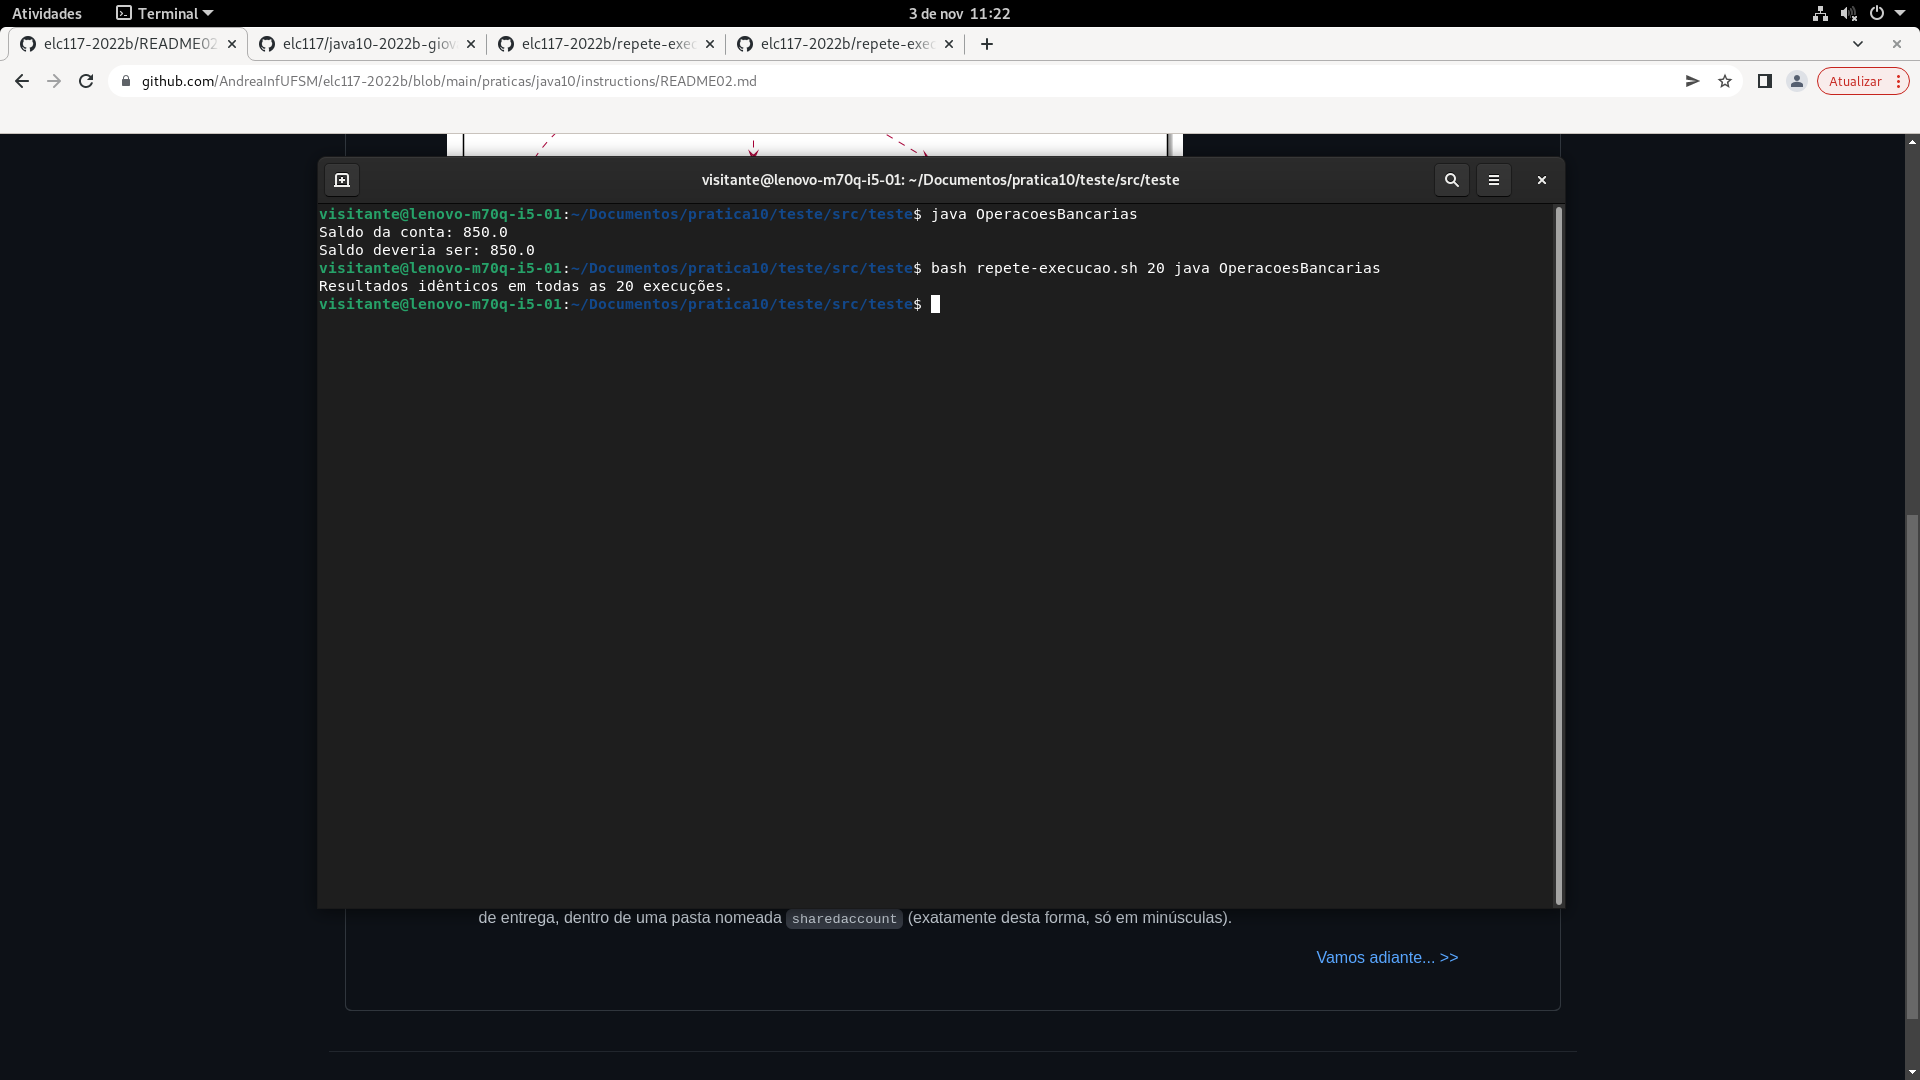 Atividades
Terminal
3 de nov 11:22
elc117-2022b/README02
elc117/java10-2022b-giov
elc117-2022b/repete-exec
elc117-2022b/repete-exec
github.com/AndreaInfUFSM/elc117-2022b/blob/main/praticas/java10/instructions/README02.md
Atualizar
visitante@lenovo-m70q-i5-01: ~/Documentos/pratica10/teste/src/teste
visitante@lenovo-m70q-i5-01:~/Documentos/pratica10/teste/src/teste$ java OperacoesBancarias
Saldo da conta: 850.0
Saldo deveria ser: 850.0
visitante@lenovo-m70q-i5-01:~/Documentos/pratica10/teste/src/teste$ bash repete-execucao.sh 20 java OperacoesBancarias
Resultados idênticos em todas as 20 execuções.
visitante@lenovo-m70q-i5-01:~/Documentos/pratica10/teste/src/teste$
de entrega, dentro de uma pasta nomeada sharedaccount (exatamente desta forma, só em minúsculas).
Vamos adiante... >>